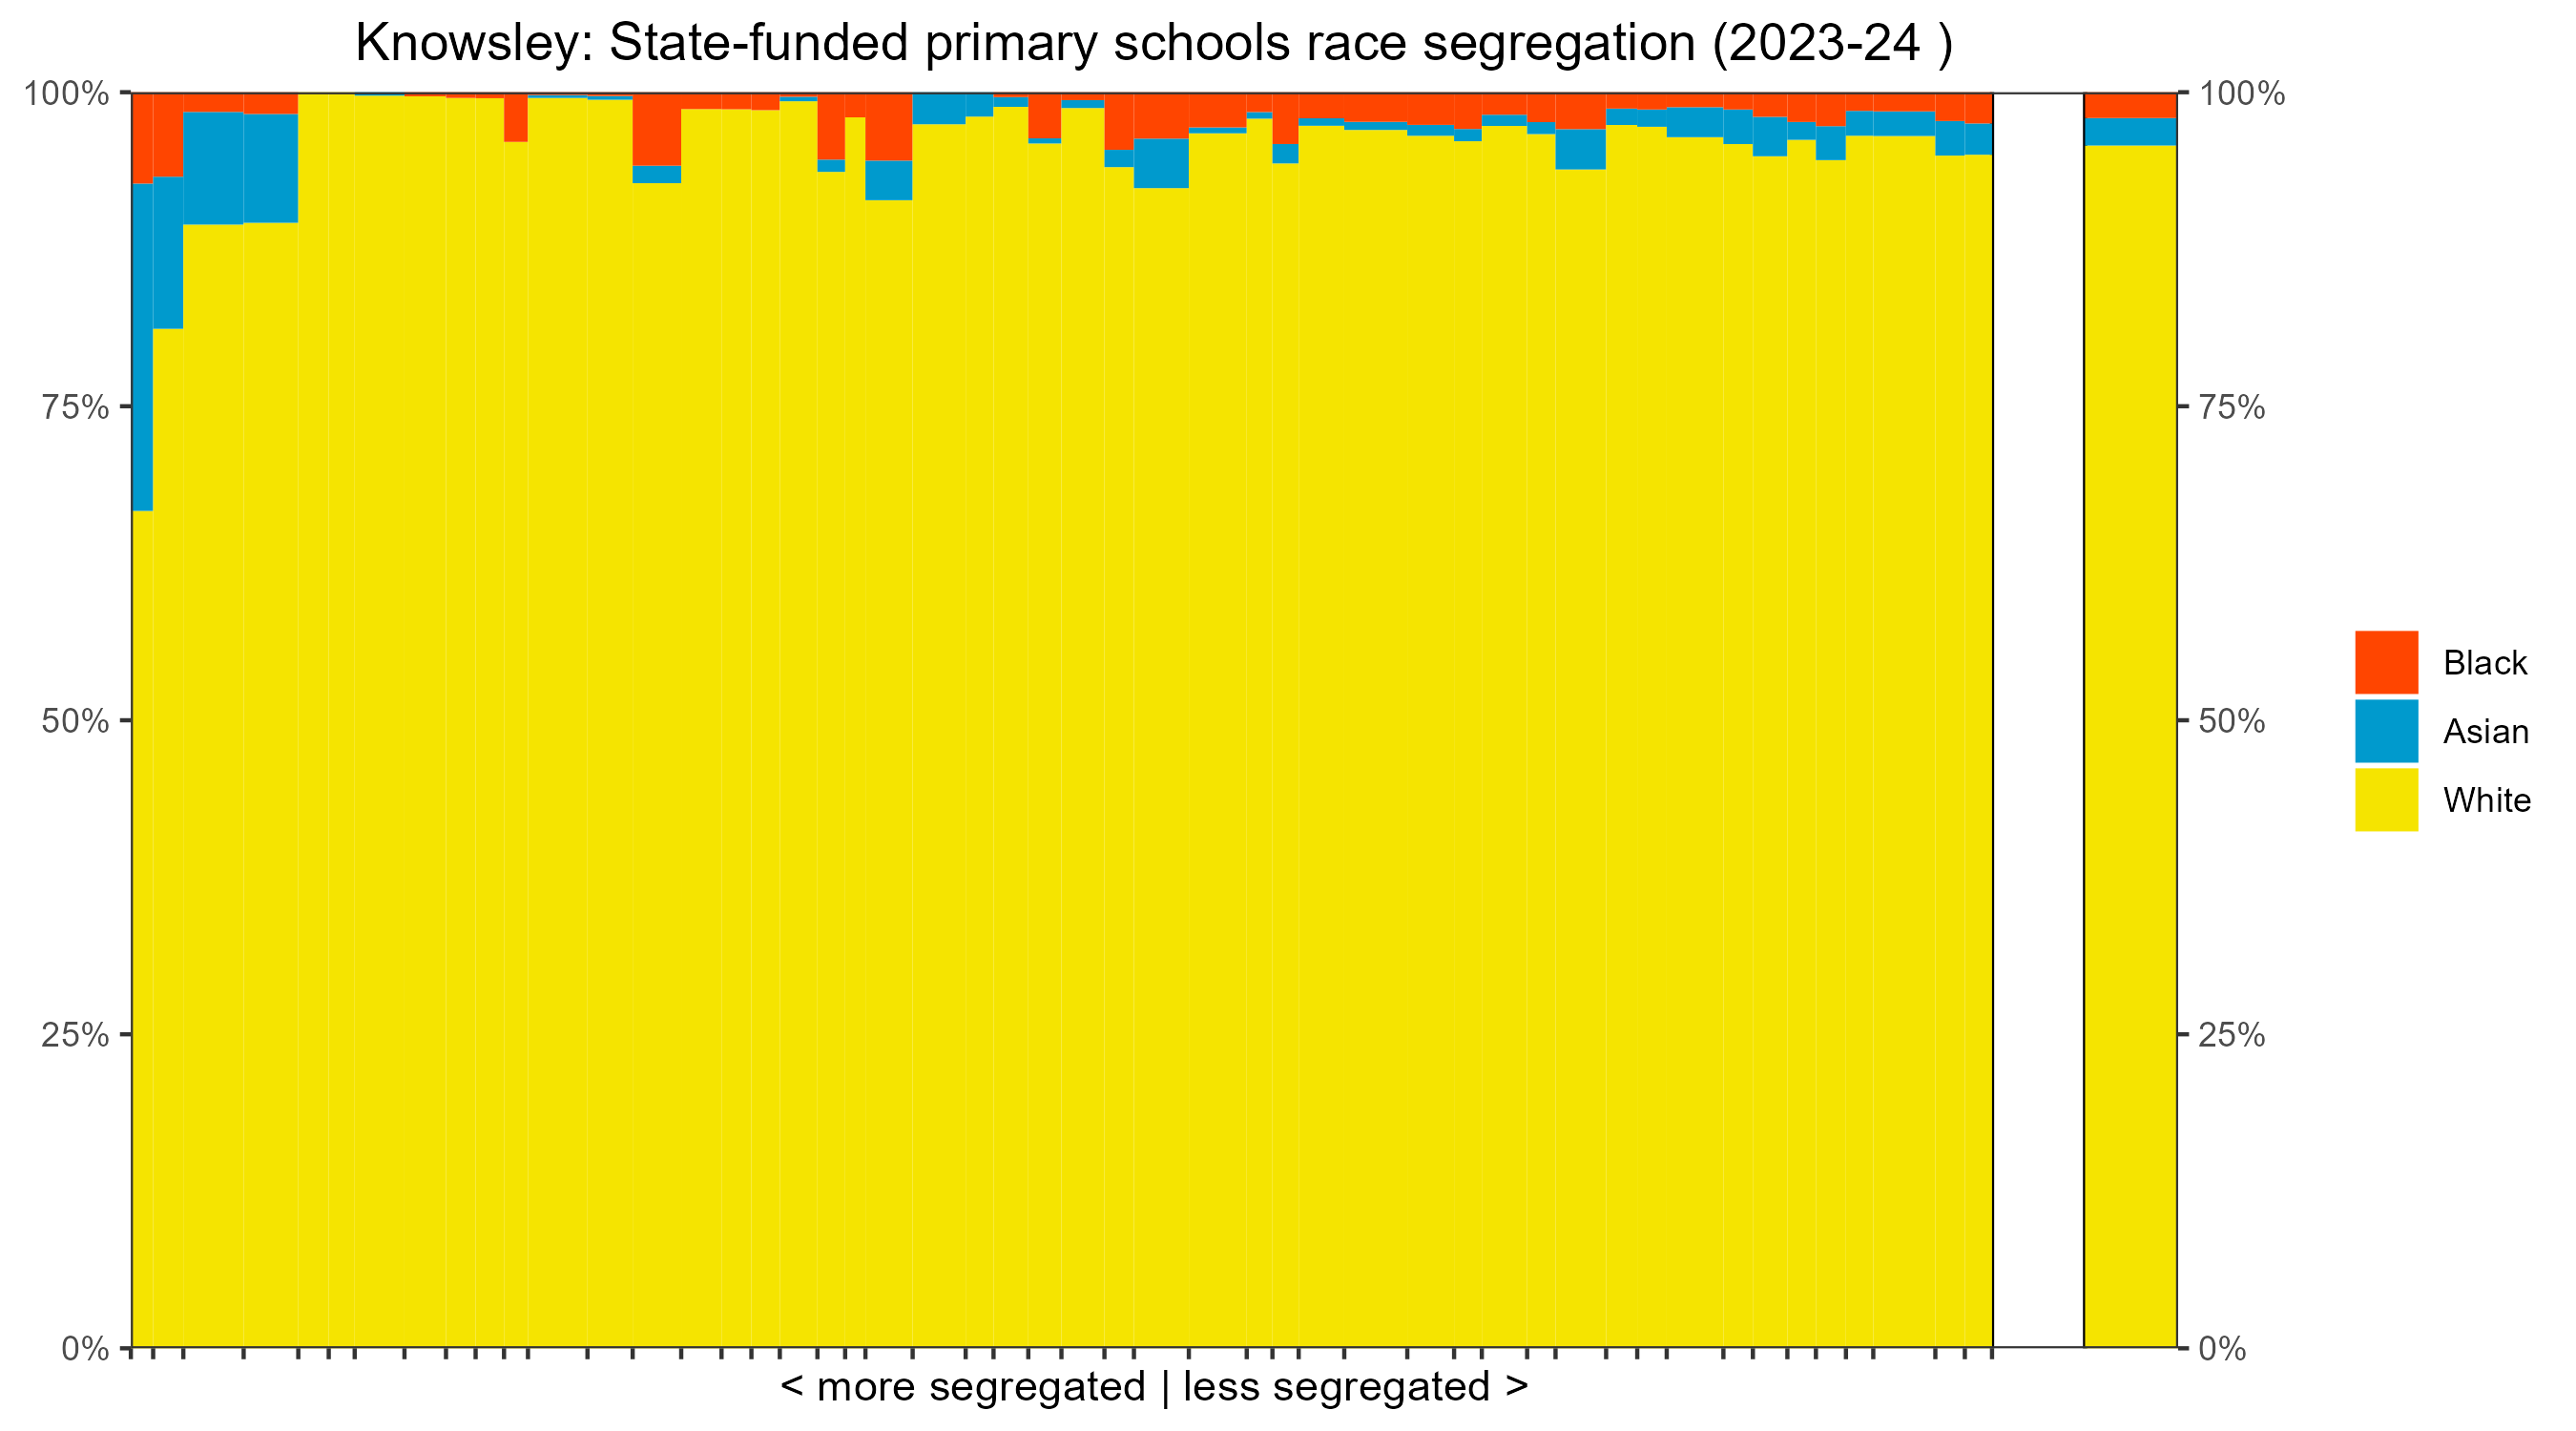 Knowsley: State-funded primary schools race segregation (2023-24 )
100%
75%
50%
25%
0%
100%
75%
50%
25%
0%
Black
Asian
White
< more segregated | less segregated >